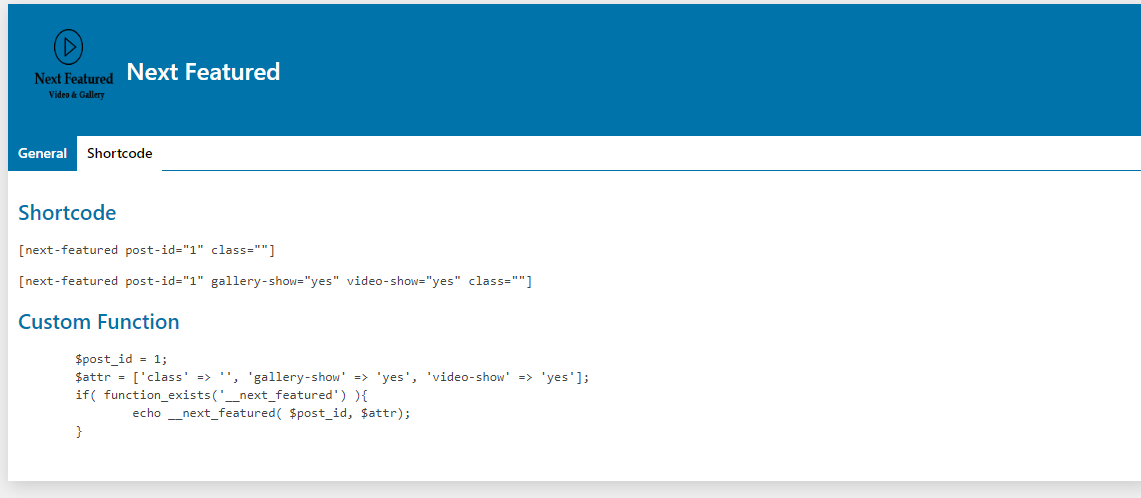 Next Featured
Video & Gallery
Next Featured
General
Shortcode
Shortcode
[next-featured post-id="1" class=""]
[next-featured post-id="1" gallery-show="yes" video-show="yes" class=""]
Custom Function
$post_id = 1;
$attr = ['class' => '', 'gallery-show' => 'yes', 'video-show' => 'yes'];
if( function_exists('__next_featured') ){
echo __next_featured( $post_id, $attr);
}